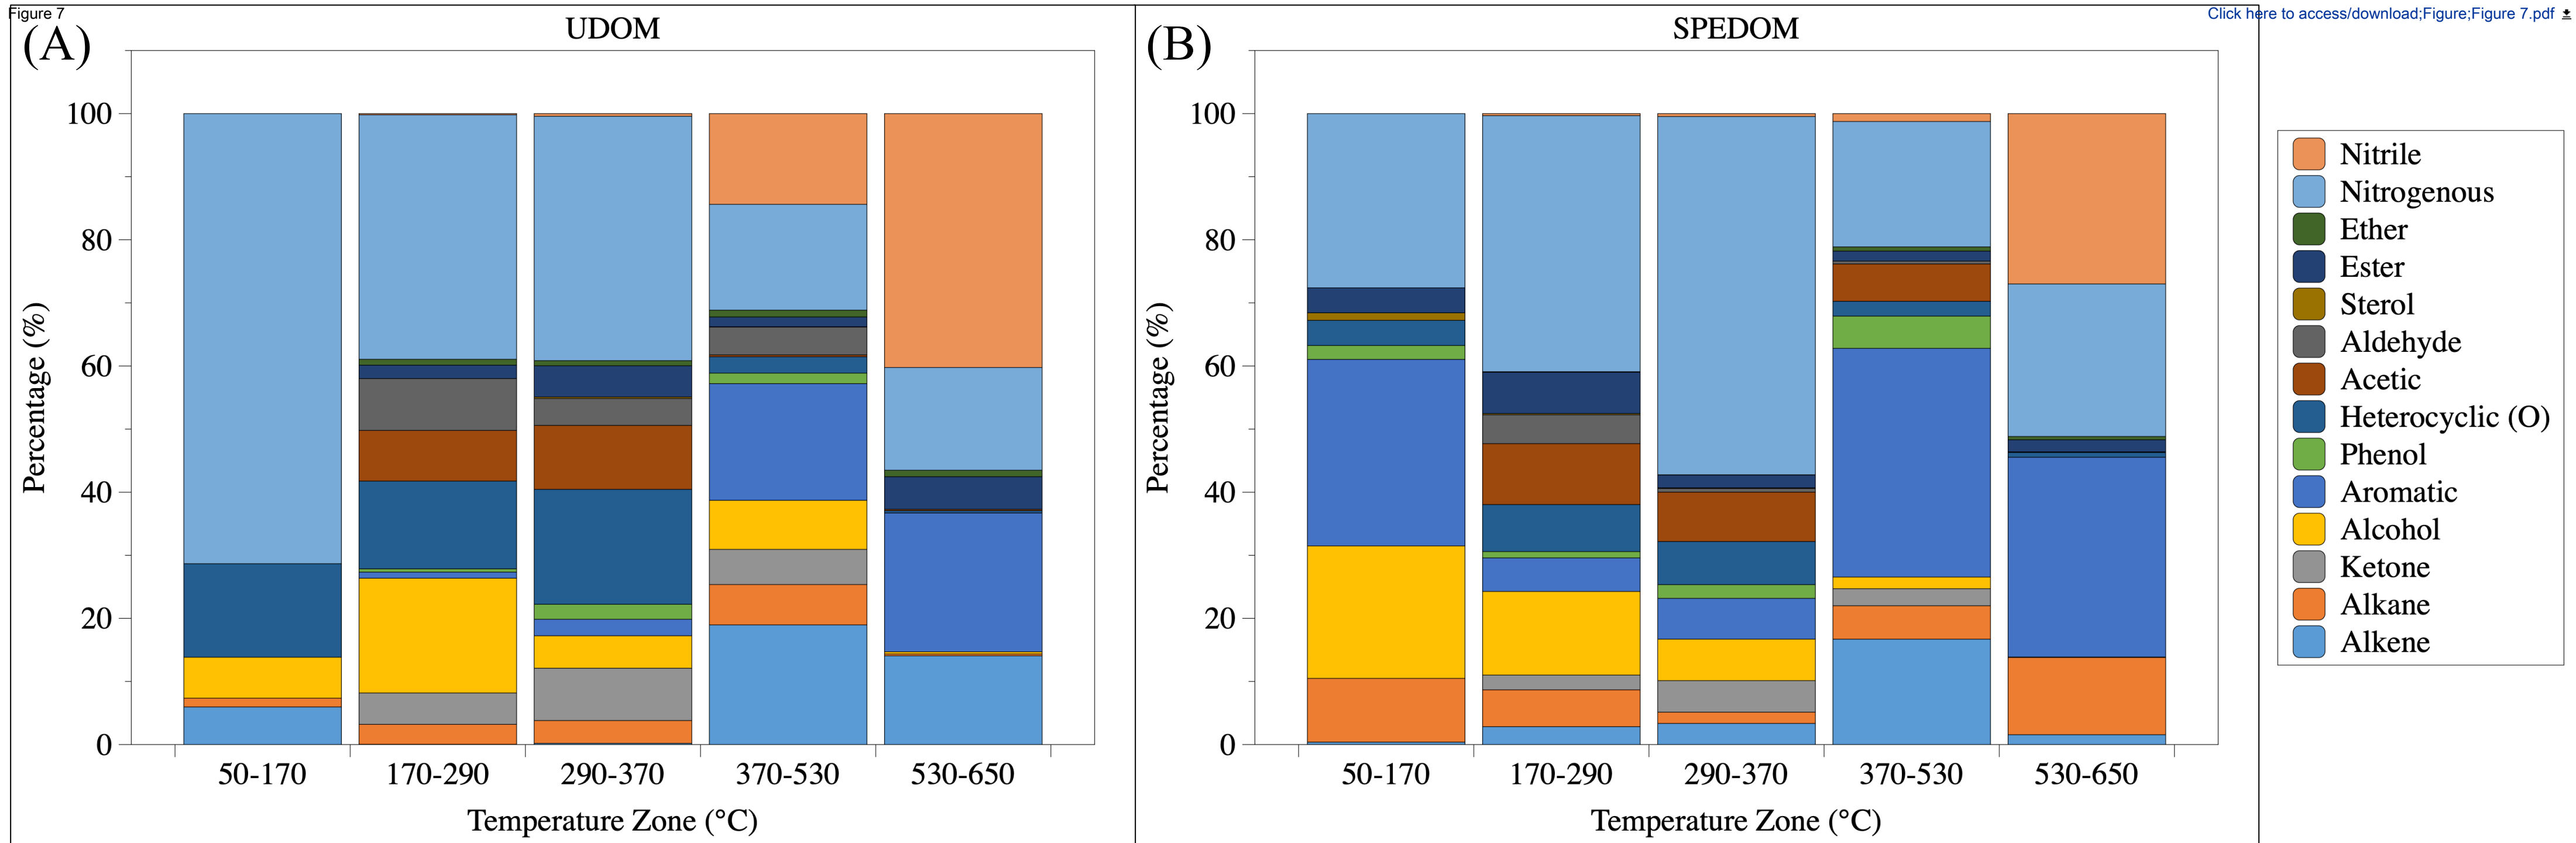 Figure 7
Click here to access/download;Figure;Figure 7.pdf
(A)
UDOM
Percentage (%)
100
80
60
40
20
0
50-170 170-290 290-370 370-530 530-650
Temperature Zone (°C)
(B)
SPEDOM
Percentage (%)
100
80
60
40
20
0
50-170 170-290 290-370 370-530 530-650
Temperature Zone (°C)
Nitrile
Nitrogenous
Ether
Ester
Sterol
Aldehyde
Acetic
Heterocyclic (O)
Phenol
Aromatic
Alcohol
Ketone
Alkane
Alkene